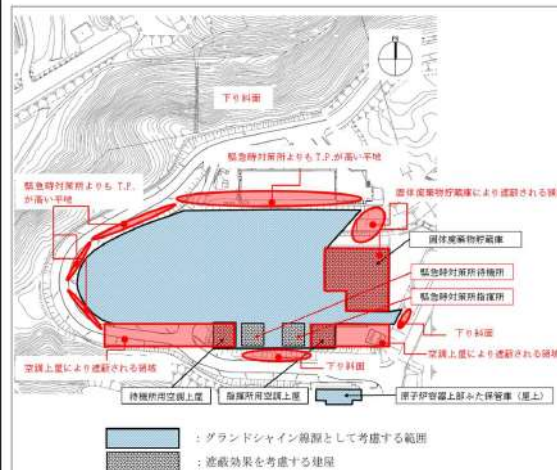 N
下り斜面
緊急時対策所よりも T.P.が高い平地
緊急時対策所よりも T.P.
が高い平地
固体廃棄物貯蔵庫により遮蔽される領
固体廃棄物貯蔵庫
緊急時対策所待機所
緊急時対策所指揮所
下り斜面
空調上屋により遮蔽される領域
下り斜面
空調上屋により遮蔽される領域
待機所用空調上屋
指揮所用空調上屋
原子炉容器上部ふた保管庫（屋上）
：グランドシャイン線源として考慮する範囲
：遮蔽効果を考慮する建屋